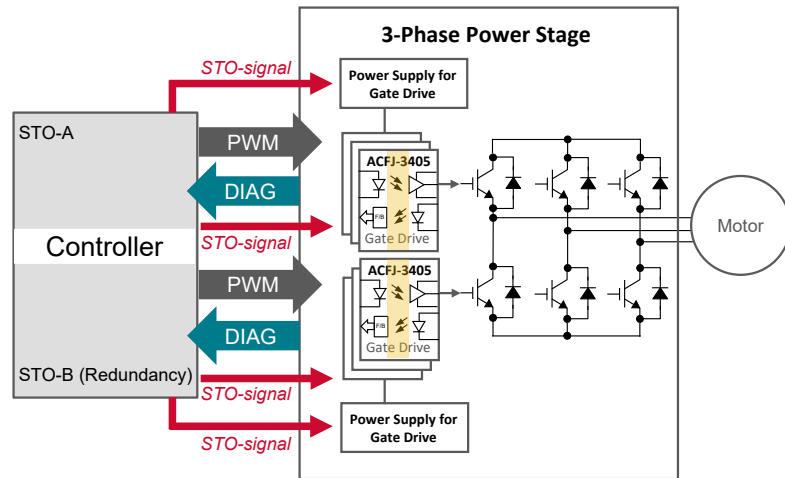 3-Phase Power Stage
STO-signal
Power Supply for
Gate Drive
STO-A
PWM
ACFJ-3405
DIAG
F/B
STO-signal
Gate Drive
Controller
Motor
ACFJ-3405
PWM
F/B
DIAG
Gate Drive
STO-B (Redundancy)
STO-signal
Power Supply for
Gate Drive
STO-signal